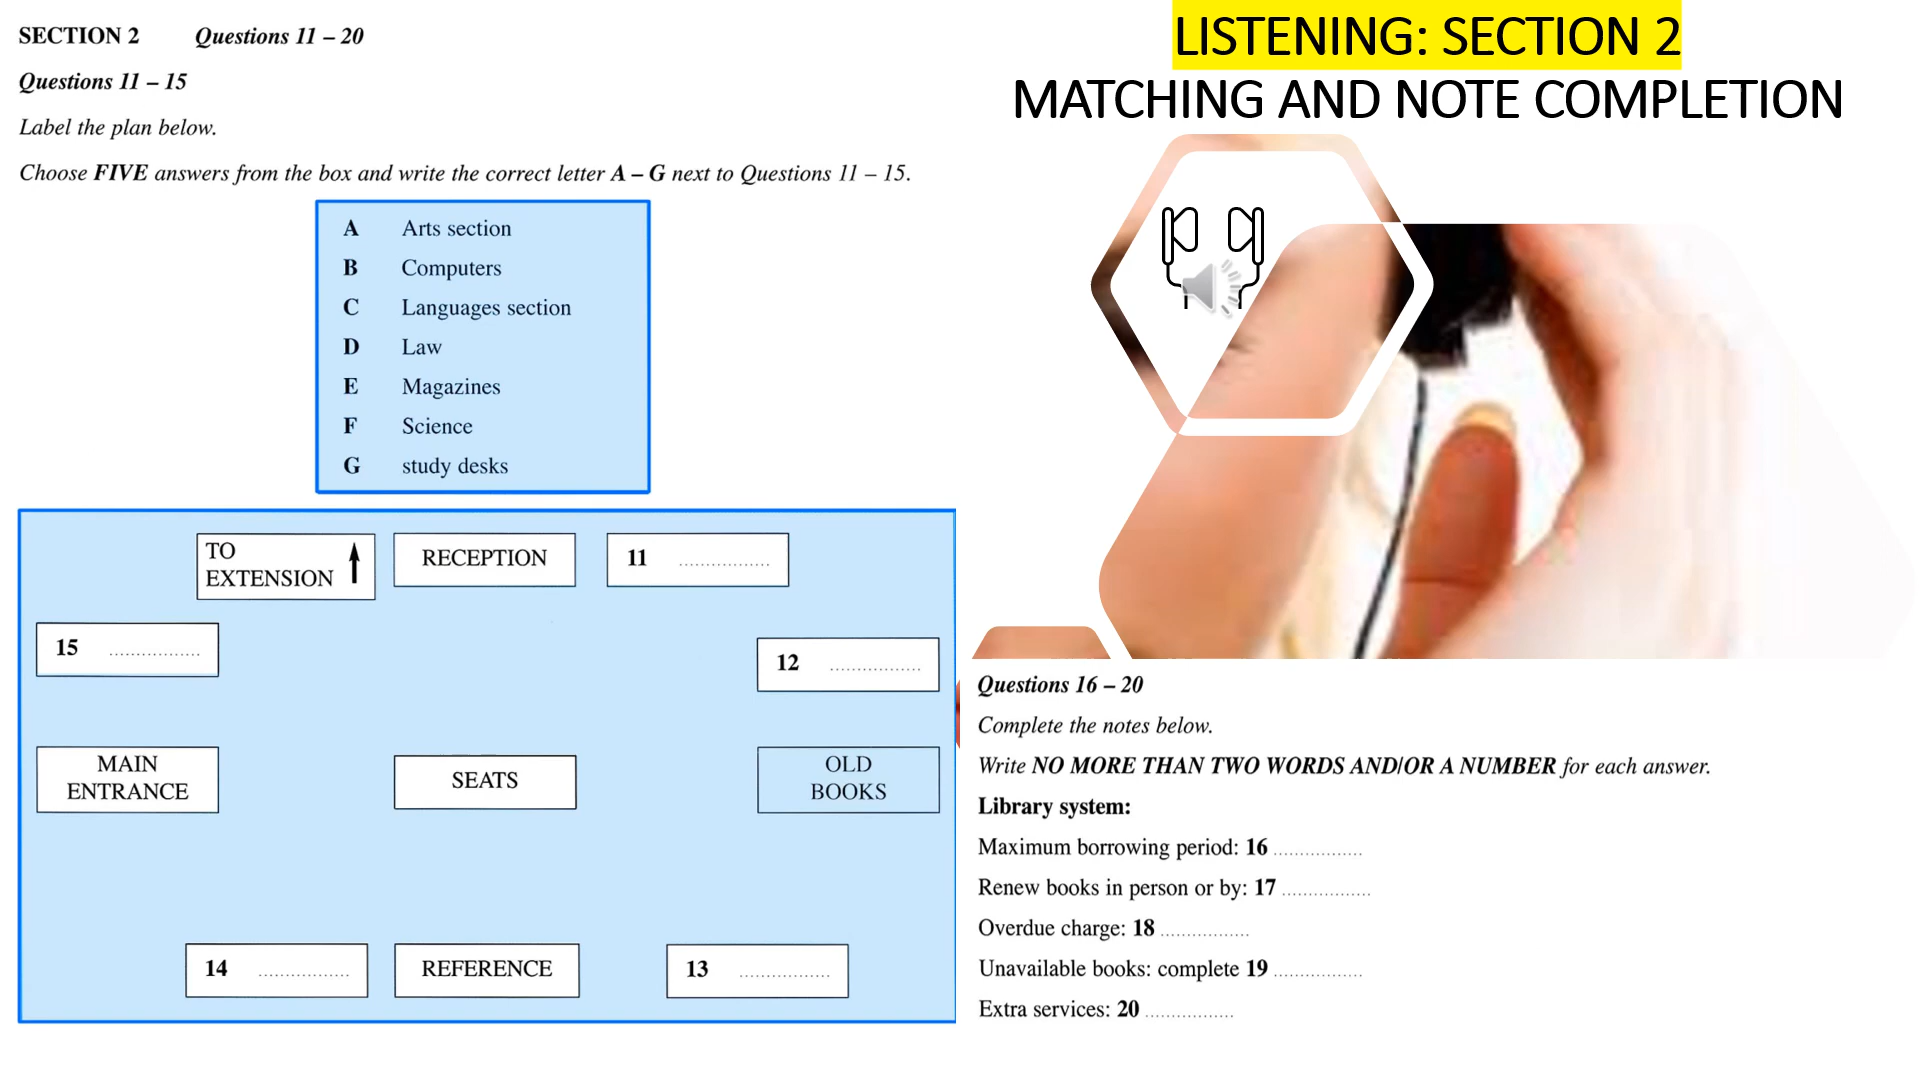 SECTION 2 Questions 11 – 20
Questions 11 – 15
Label the plan below.
Choose FIVE answers from the box and write the correct letter A – G next to Questions 11 – 15.
A Arts section
B Computers
C Languages section
D Law
E Magazines
F Science
G study desks
TO
EXTENSION
RECEPTION
11 ..................
15 ..................
12 ..................
MAIN
ENTRANCE
SEATS
OLD
BOOKS
14 ..................
REFERENCE
13 ..................
LISTENING: SECTION 2
MATCHING AND NOTE COMPLETION
Questions 16 – 20
Complete the notes below.
Write NO MORE THAN TWO WORDS AND/OR A NUMBER for each answer.
Library system:
Maximum borrowing period: 16 .................
Renew books in person or by: 17 .................
Overdue charge: 18 .................
Unavailable books: complete 19 .................
Extra services: 20 .................